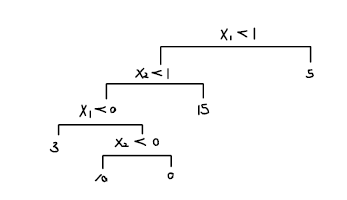 X₁ < 1
X₂ < 1
5
X₁ < 0
15
3
X₂ < 0
10
0